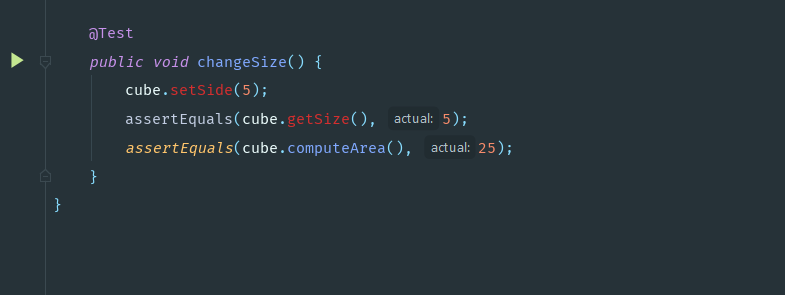 @Test
public void changeSize() {
cube.setSide(5);
assertEquals(cube.getSize(), actual: 5);
assertEquals(cube.computeArea(), actual: 25);
}
}